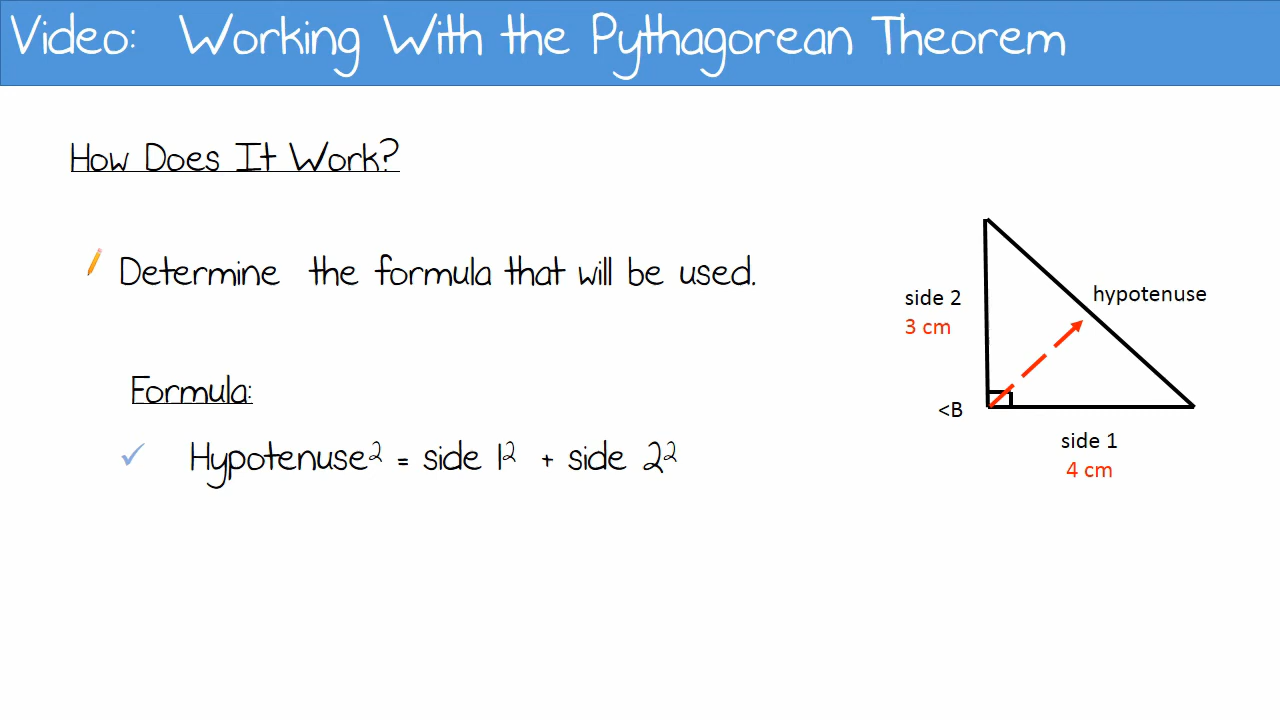 Video: Working With the Pythagorean Theorem
How Does It Work?
Determine the formula that will be used.
Formula:
✓ Hypotenuse² = side 1² + side 2²
side 2
3 cm
hypotenuse
<B
side 1
4 cm